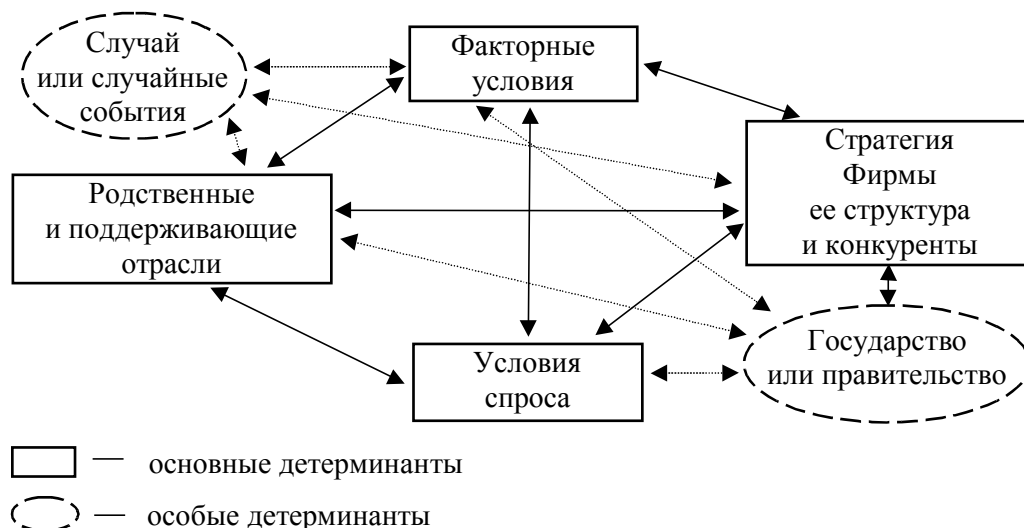 Случай
или случайные
события
Факторные
условия
Стратегия
Фирмы
ее структура
и конкуренты
Родственные
и поддерживающие
отрасли
Условия
спроса
Государство
или правительство
— основные детерминанты
— особые детерминанты